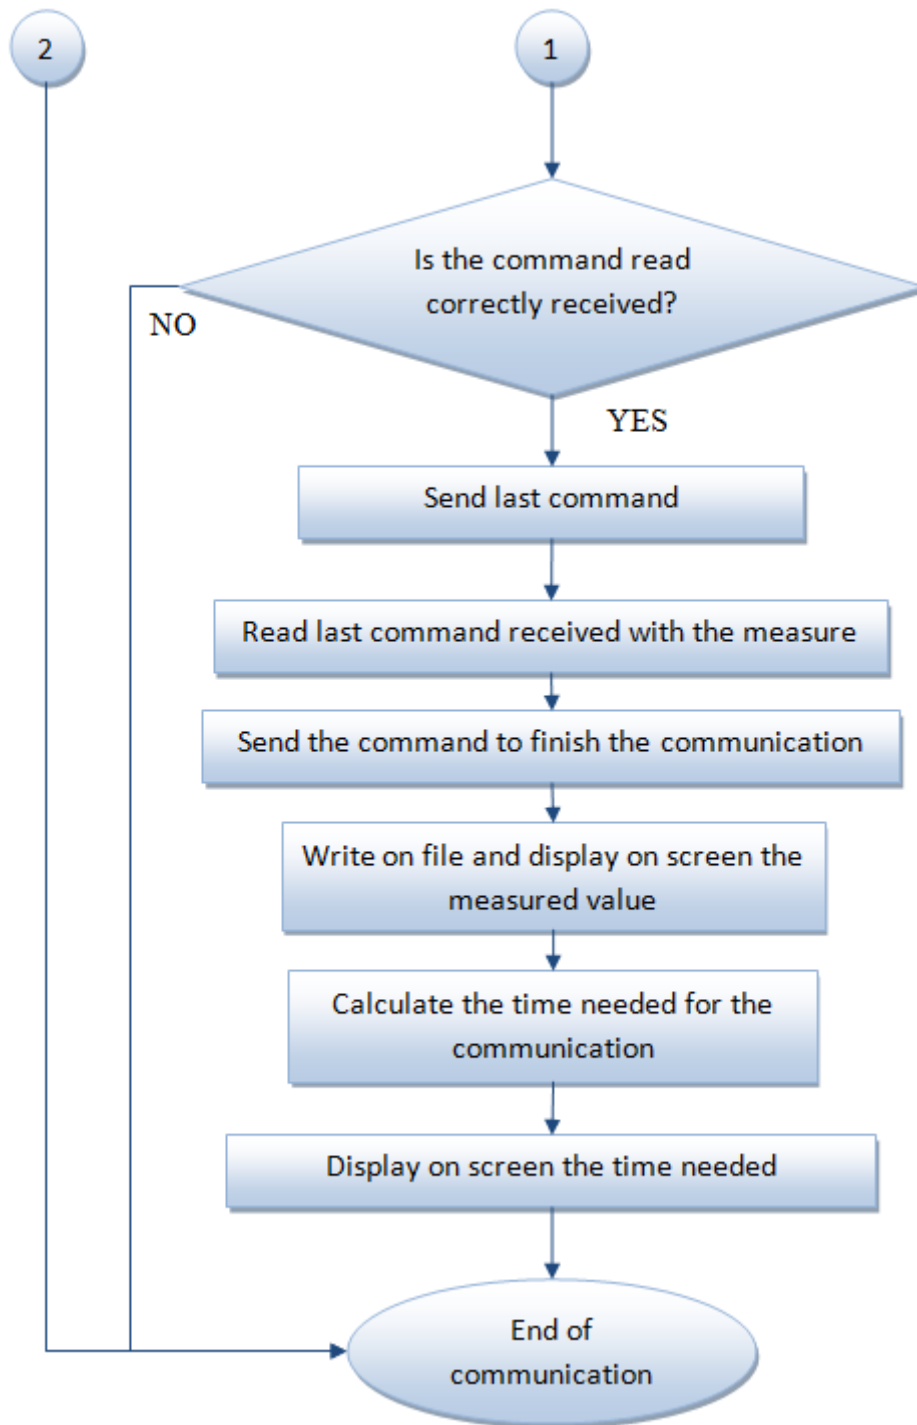 2
1
Is the command read
correctly received?
NO
YES
Send last command
Read last command received with the measure
Send the command to finish the communication
Write on file and display on screen the
measured value
Calculate the time needed for the
communication
Display on screen the time needed
End of
communication